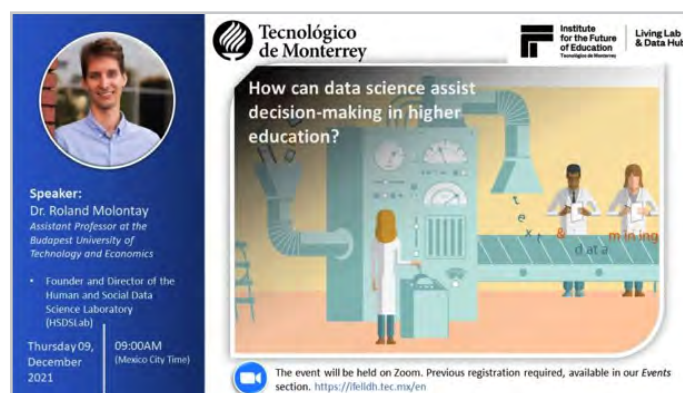 Speaker:
Dr. Roland Molontay
Assistant Professor at the
Budapest University of
Technology and Economics
• Founder and Director of the
Human and Social Data
Science Laboratory
(HSDSLab)
Thursday 09,
December
2021
09:00AM
(Mexico City Time)
Tecnológico
de Monterrey
Institute
for the Future
of Education
Tecnológico de Monterrey
Living Lab
& Data Hub
How can data science assist
decision-making in higher
education?
text
&
data
mining
The event will be held on Zoom. Previous registration required, available in our Events
section. https://ifelldh.tec.mx/en